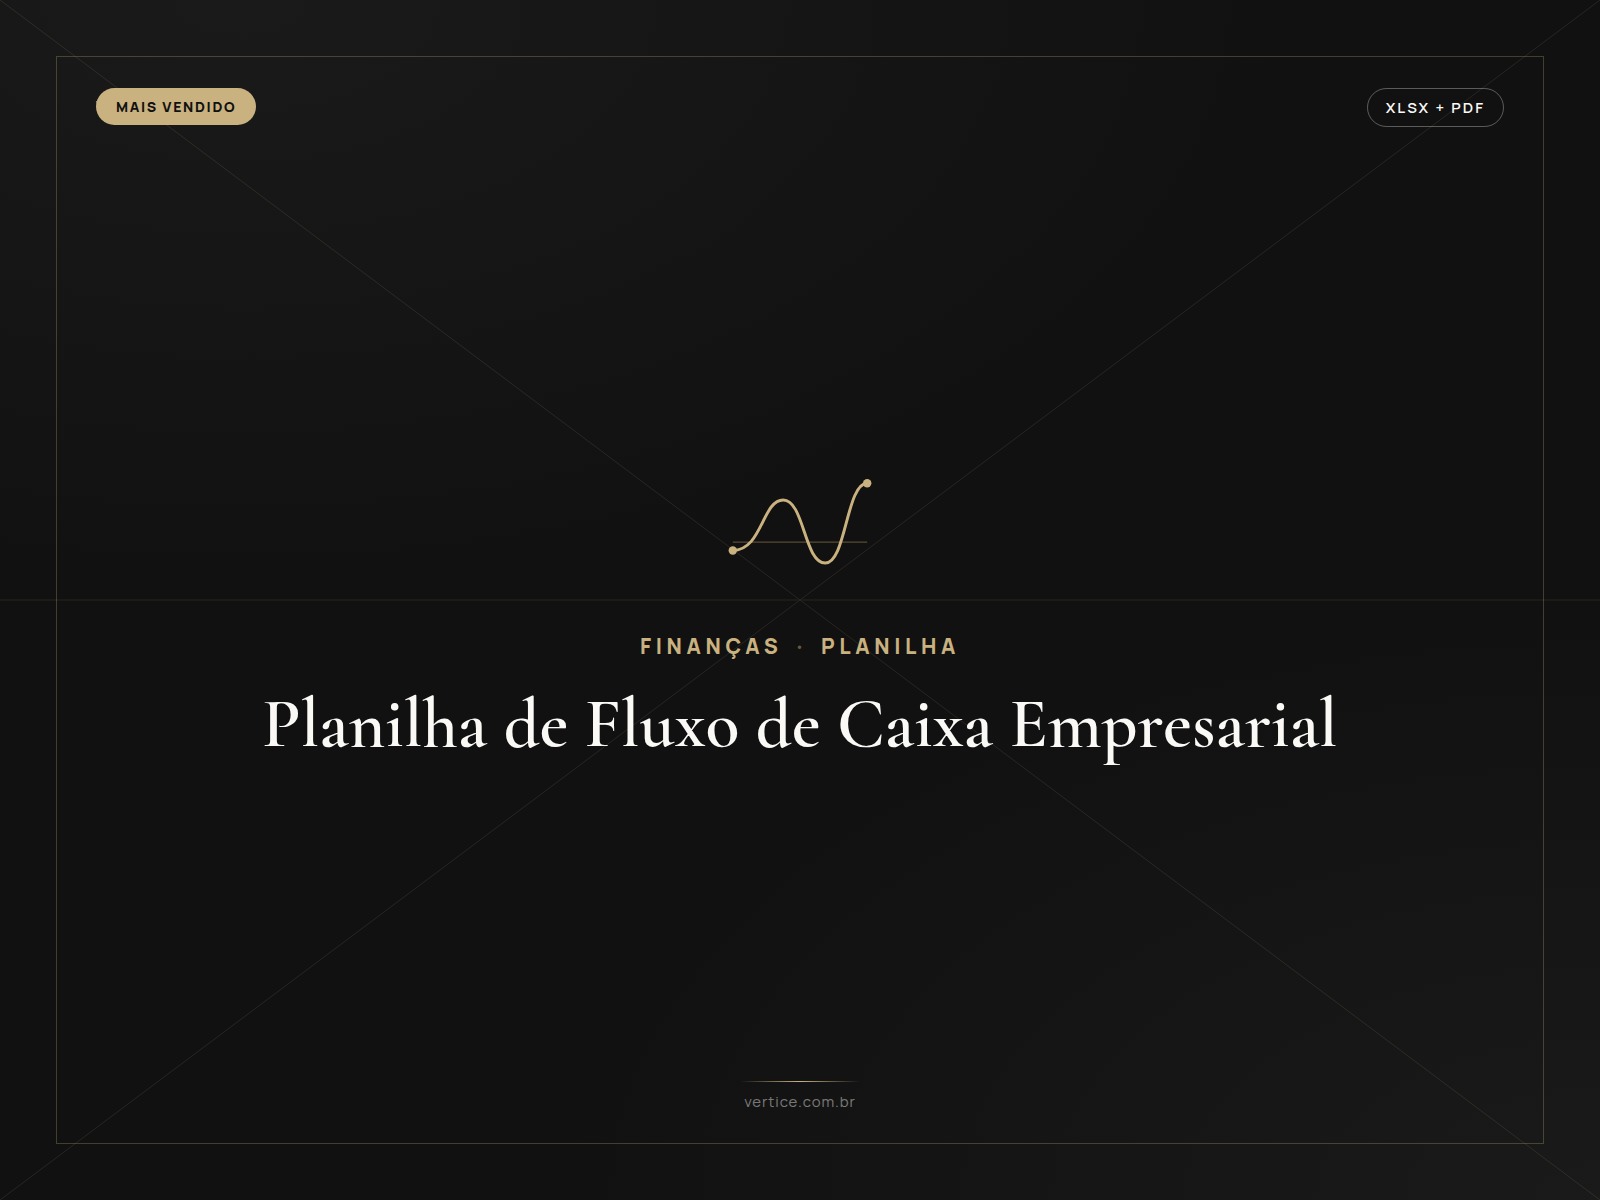 MAIS VENDIDO
XLSX + PDF
FINANÇAS · PLANILHA
Planilha de Fluxo de Caixa Empresarial
vertice.com.br